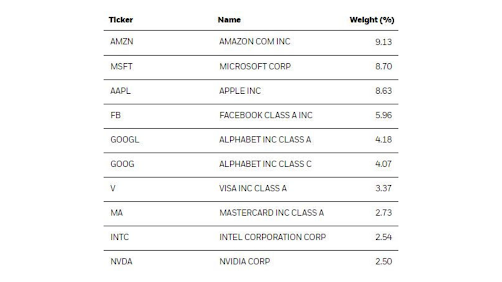 Ticker Name Weight (%)
AMZN AMAZON COM INC 9.13
MSFT MICROSOFT CORP 8.70
AAPL APPLE INC 8.63
FB FACEBOOK CLASS A INC 5.96
GOOGL ALPHABET INC CLASS A 4.18
GOOG ALPHABET INC CLASS C 4.07
V VISA INC CLASS A 3.37
MA MASTERCARD INC CLASS A 2.73
INTC INTEL CORPORATION CORP 2.54
NVDA NVIDIA CORP 2.50